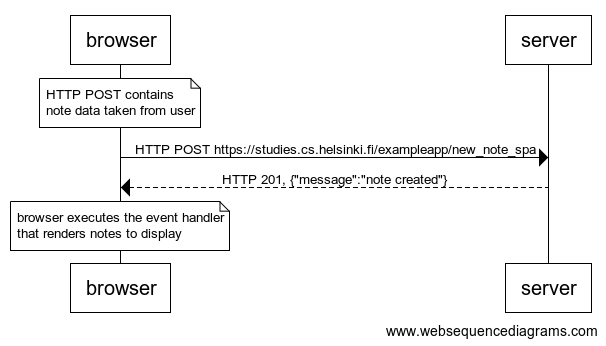 browser
server
HTTP POST contains
note data taken from user
HTTP POST https://studies.cs.helsinki.fi/exampleapp/new_note_spa
HTTP 201, {"message":"note created"}
browser executes the event handler
that renders notes to display
browser
server
www.websequencediagrams.com